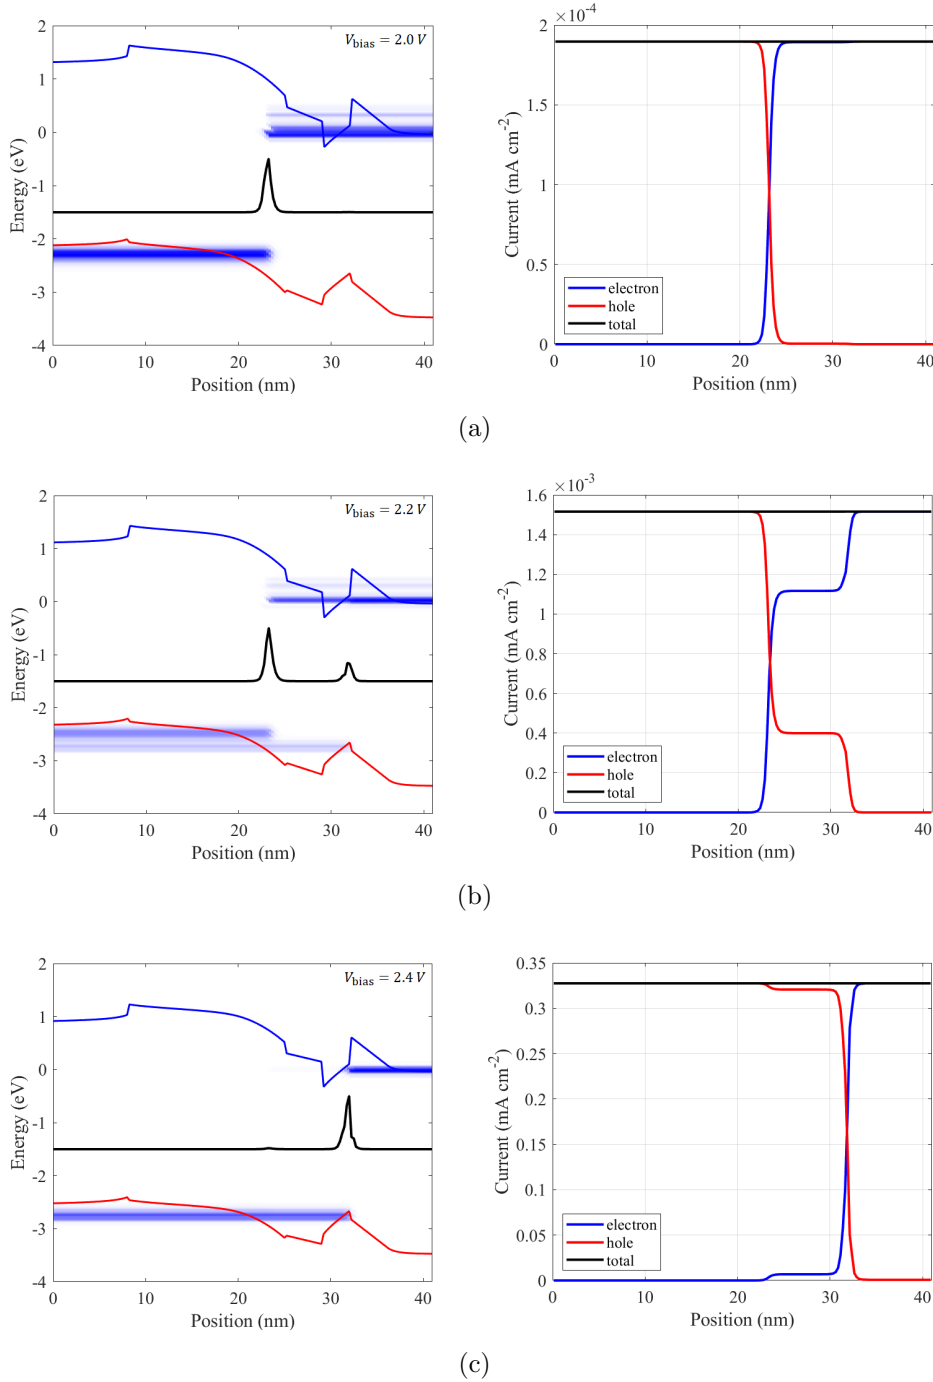 V_bias = 2.0 V
2
1
0
-1
-2
-3
-4
Energy (eV)
0 10 20 30 40
Position (nm)
×10^-4
2
1.5
1
0.5
0
Current (mA cm^-2)
electron
hole
total
0 10 20 30 40
Position (nm)
(a)
V_bias = 2.2 V
2
1
0
-1
-2
-3
-4
Energy (eV)
0 10 20 30 40
Position (nm)
×10^-3
1.6
1.4
1.2
1
0.8
0.6
0.4
0.2
0
Current (mA cm^-2)
electron
hole
total
0 10 20 30 40
Position (nm)
(b)
V_bias = 2.4 V
2
1
0
-1
-2
-3
-4
Energy (eV)
0 10 20 30 40
Position (nm)
0.35
0.3
0.25
0.2
0.15
0.1
0.05
0
Current (mA cm^-2)
electron
hole
total
0 10 20 30 40
Position (nm)
(c)